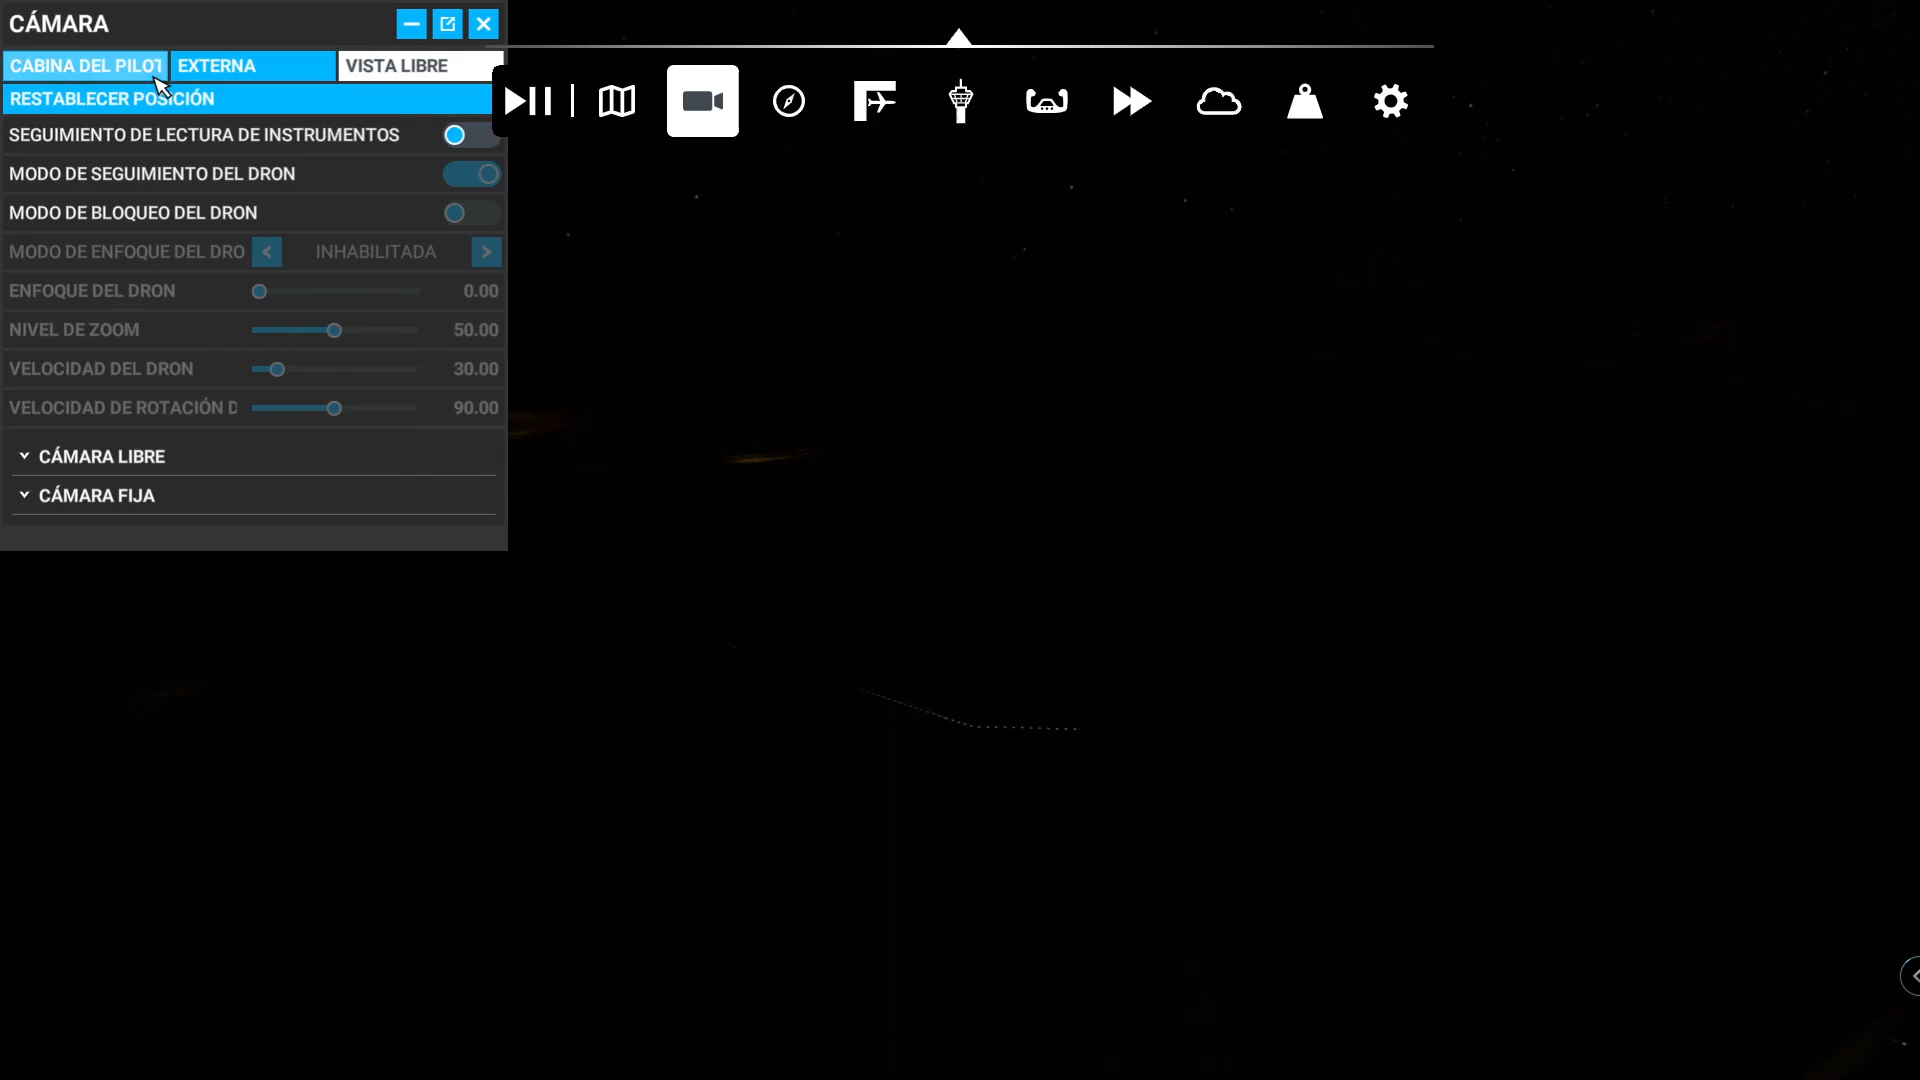 CÁMARA
CABINA DEL PILOT
EXTERNA
VISTA LIBRE
RESTABLECER POSICIÓN
SEGUIMIENTO DE LECTURA DE INSTRUMENTOS
MODO DE SEGUIMIENTO DEL DRON
MODO DE BLOQUEO DEL DRON
MODO DE ENFOQUE DEL DRO
INHABILITADA
ENFOQUE DEL DRON 0.00
NIVEL DE ZOOM 50.00
VELOCIDAD DEL DRON 30.00
VELOCIDAD DE ROTACIÓN D 90.00
CÁMARA LIBRE
CÁMARA FIJA